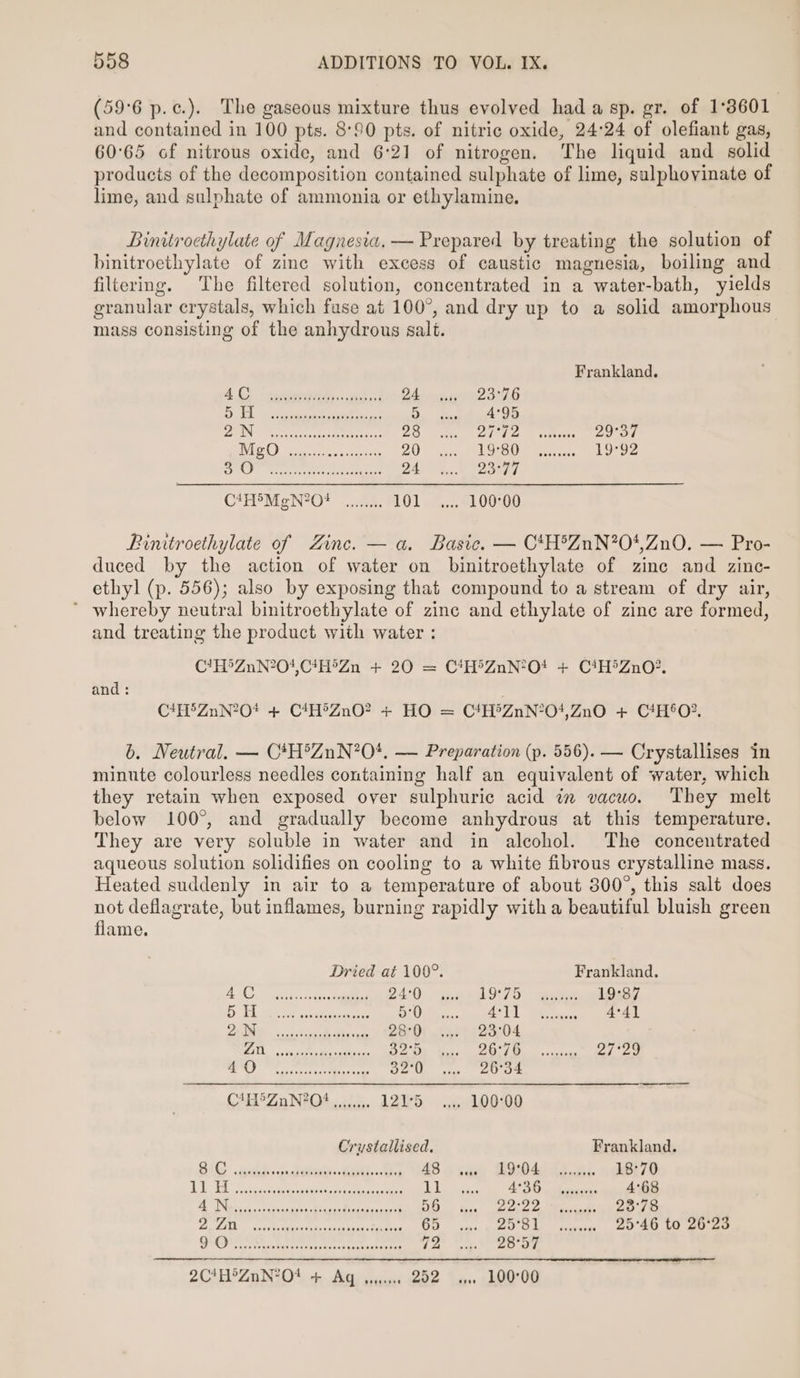 558 ADDITIONS TO VOL. IX.
(59·6 p. c.). The gaseous mixture thus evolved had a sp. gr. of 1·3601
and contained in 100 pts. 8·90 pts. of nitric oxide, 24·24 of olefiant gas,
60·65 of nitrous oxide, and 6·21 of nitrogen. The liquid and solid
products of the decomposition contained sulphate of lime, sulphovinate of
lime, and sulphate of ammonia or ethylamine.
Binitroethylate of Magnesia. — Prepared by treating the solution of
binitroethylate of zinc with excess of caustic magnesia, boiling and
filtering. The filtered solution, concentrated in a water-bath, yields
granular crystals, which fuse at 100°, and dry up to a solid amorphous
mass consisting of the anhydrous salt.
Frankland.
4 C ........................ 24 .... 23·76
5 H ........................ 5 .... 4·95
2 N ........................ 28 .... 27·72 ........ 29·37
MgO ........................ 20 .... 19·80 ........ 19·92
3 O ........................ 24 .... 23·77
C⁴H⁵MgN²O⁴ ........ 101 .... 100·00
Binitroethylate of Zinc. — a. Basic. — C⁴H⁵ZnN²O⁴,ZnO. — Pro-
duced by the action of water on binitroethylate of zinc and zinc-
ethyl (p. 556); also by exposing that compound to a stream of dry air,
whereby neutral binitroethylate of zinc and ethylate of zinc are formed,
and treating the product with water :
C⁴H⁵ZnN²O⁴,C⁴H⁵Zn + 2O = C⁴H⁵ZnN²O⁴ + C⁴H⁵ZnO².
and :
C⁴H⁵ZnN²O⁴ + C⁴H⁵ZnO² + HO = C⁴H⁵ZnN²O⁴,ZnO + C⁴H⁶O².
b. Neutral. — C⁴H⁵ZnN²O⁴. — Preparation (p. 556). — Crystallises in
minute colourless needles containing half an equivalent of water, which
they retain when exposed over sulphuric acid in vacuo. They melt
below 100°, and gradually become anhydrous at this temperature.
They are very soluble in water and in alcohol. The concentrated
aqueous solution solidifies on cooling to a white fibrous crystalline mass.
Heated suddenly in air to a temperature of about 300°, this salt does
not deflagrate, but inflames, burning rapidly with a beautiful bluish green
flame.
Dried at 100°. Frankland.
4 C ........................ 24·0 .... 19·75 ........ 19·87
5 H ........................ 5·0 .... 4·11 ........ 4·41
2 N ........................ 28·0 .... 23·04
Zn ........................ 32·5 .... 26·76 ........ 27·29
4 O ........................ 32·0 .... 26·34
C⁴H⁵ZnN²O⁴ ........ 121·5 .... 100·00
Crystallised. Frankland.
8 C ........................ 48 .... 19·04 ........ 18·70
11 H ........................ 11 .... 4·36 ........ 4·68
4 N ........................ 56 .... 22·22 ........ 23·78
2 Zn ........................ 65 .... 25·81 ........ 25·46 to 26·23
9 O ........................ 72 .... 28·57
2C⁴H⁵ZnN²O⁴ + Aq ....... 252 .... 100·00